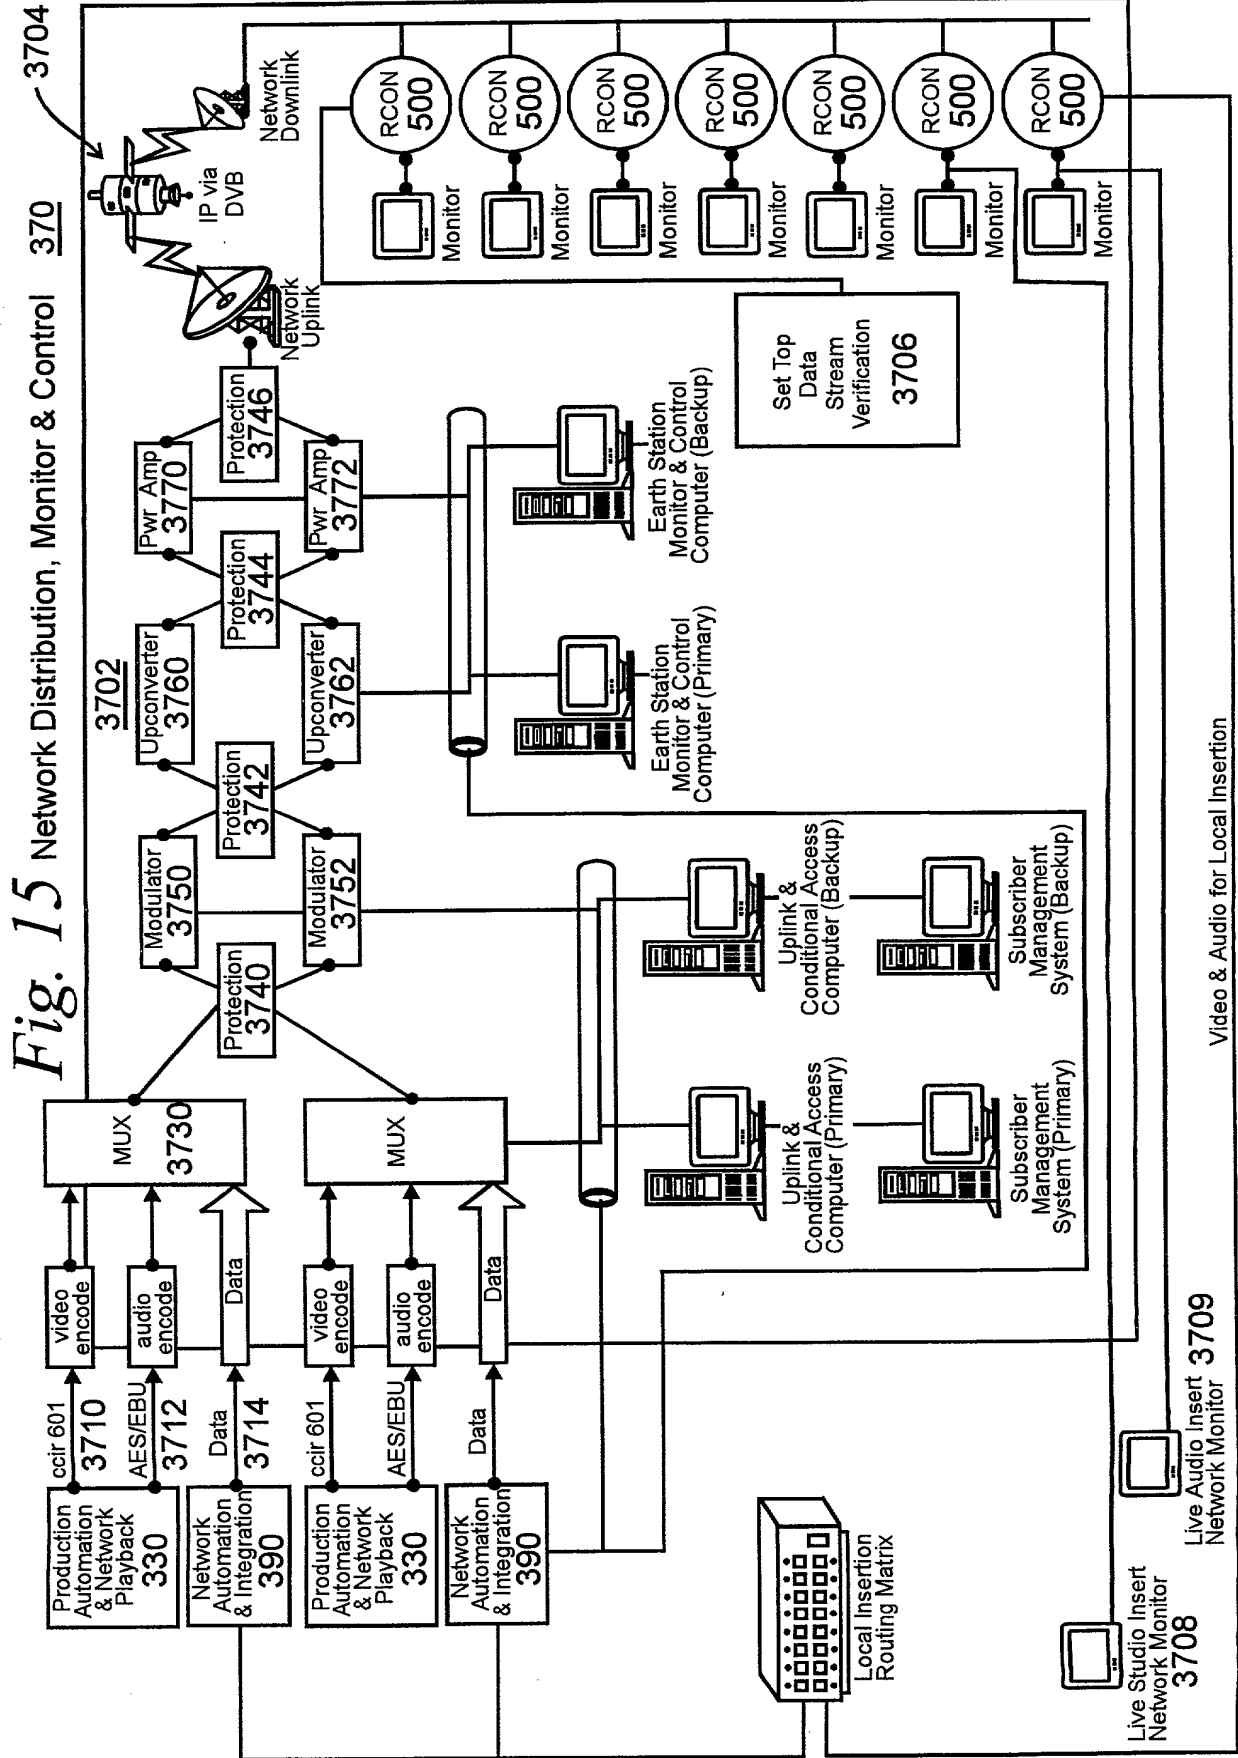 Fig. 15 Network Distribution, Monitor & Control 370
3704
3702
Production
Automation
& Network
Playback
330
ccir 601
3710
AES/EBU
3712
video
encode
audio
encode
Network
Automation
& Integration
390
Data
3714
Data
MUX
3730
Production
Automation
& Network
Playback
330
ccir 601
AES/EBU
video
encode
audio
encode
Network
Automation
& Integration
390
Data
Data
MUX
Protection
3740
Modulator
3750
Modulator
3752
Protection
3742
Upconverter
3760
Upconverter
3762
Protection
3744
Pwr Amp
3770
Pwr Amp
3772
Protection
3746
Network
Uplink
IP via
DVB
Network
Downlink
RCON
500
RCON
500
RCON
500
RCON
500
RCON
500
RCON
500
RCON
500
Monitor
Monitor
Monitor
Monitor
Monitor
Monitor
Monitor
Set Top
Data
Stream
Verification
3706
Earth Station
Monitor & Control
Computer (Primary)
Earth Station
Monitor & Control
Computer (Backup)
Uplink &
Conditional Access
Computer (Primary)
Uplink &
Conditional Access
Computer (Backup)
Subscriber
Management
System (Primary)
Subscriber
Management
System (Backup)
Local Insertion
Routing Matrix
Live Studio Insert
Network Monitor
3708
Live Audio Insert
Network Monitor 3709
Video & Audio for Local Insertion